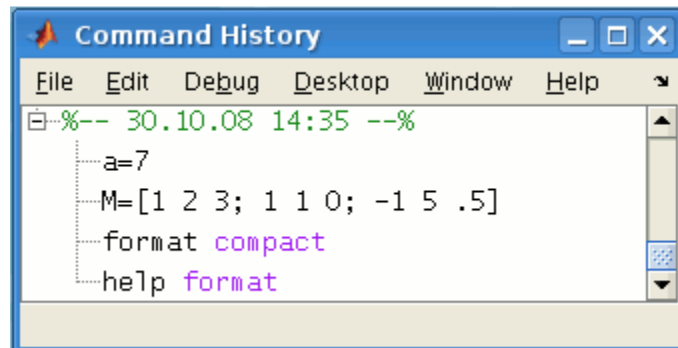 Command History
File Edit Debug Desktop Window Help
%-- 30.10.08 14:35 --%
a=7
M=[1 2 3; 1 1 0; -1 5 .5]
format compact
help format